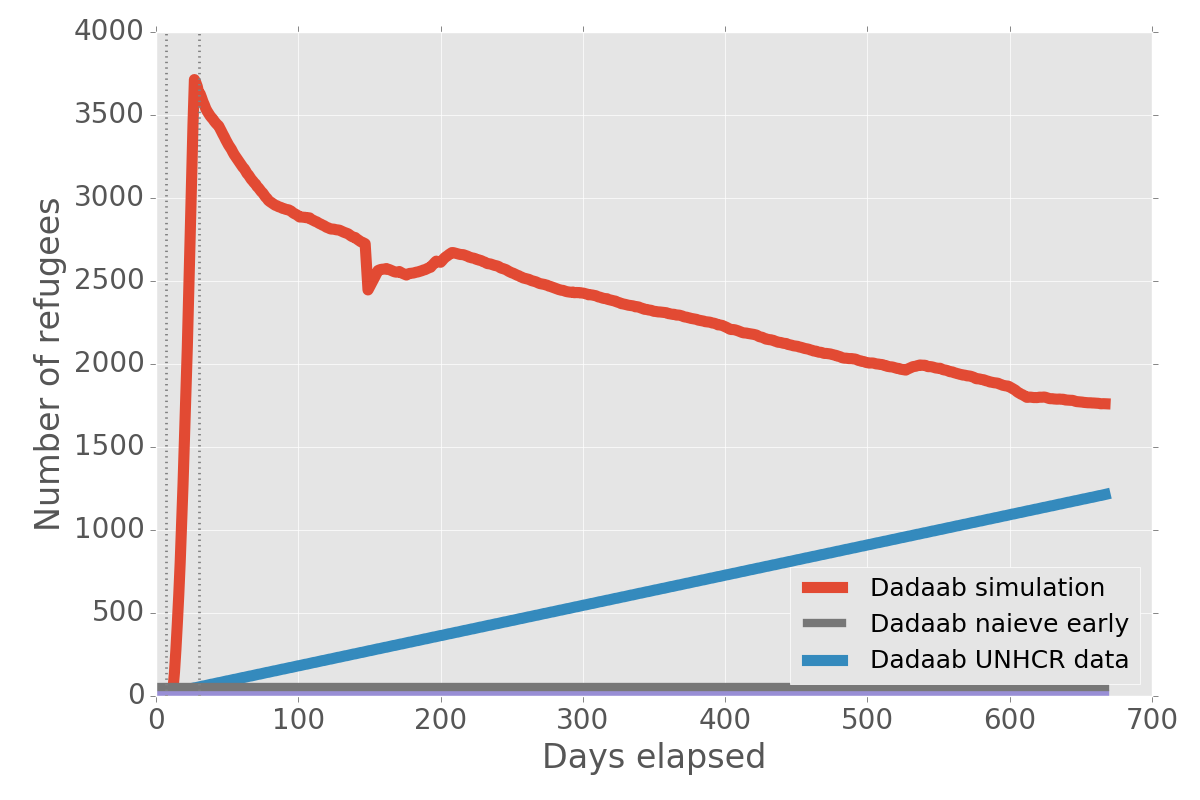 4000
3500
3000
2500
2000
1500
1000
500
0
Number of refugees
Dadaab simulation
Dadaab naieve early
Dadaab UNHCR data
0 100 200 300 400 500 600 700
Days elapsed